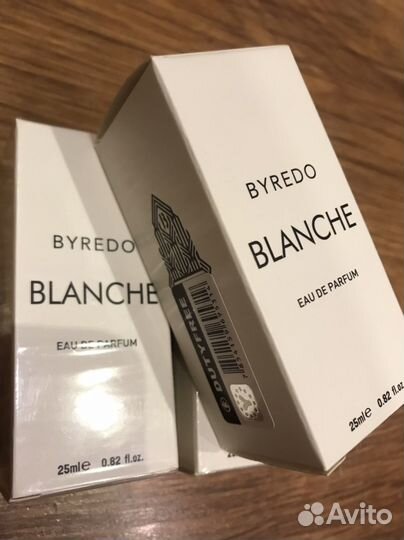 BYREDO
BLANCHE
EAU DE PARFUM
25ml℮ 0.82 fl.oz.
BYREDO
BLANCHE
EAU DE PARFUM
25ml℮ 0.82 fl.oz.
DUTYFREE
Avito